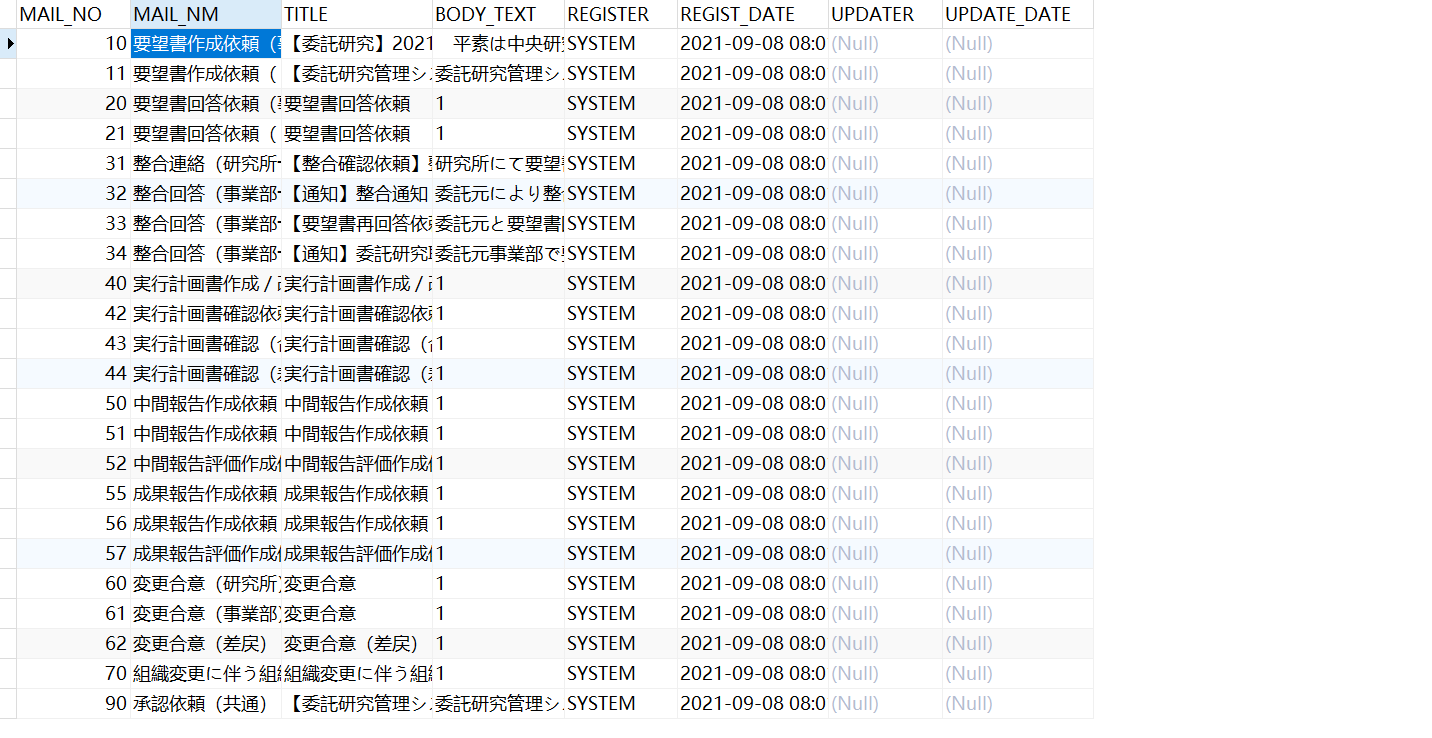 MAIL_NO MAIL_NM TITLE BODY_TEXT REGISTER REGIST_DATE UPDATER UPDATE_DATE
10 要望書作成依頼（ 【委託研究】2021 平素は中央研 SYSTEM 2021-09-08 08:0 (Null) (Null)
11 要望書作成依頼（ 【委託研究管理シ 委託研究管理シ SYSTEM 2021-09-08 08:0 (Null) (Null)
20 要望書回答依頼（ 要望書回答依頼 1 SYSTEM 2021-09-08 08:0 (Null) (Null)
21 要望書回答依頼（ 要望書回答依頼 1 SYSTEM 2021-09-08 08:0 (Null) (Null)
31 整合連絡（研究所 【整合確認依頼】 研究所にて要望 SYSTEM 2021-09-08 08:0 (Null) (Null)
32 整合回答（事業部 【通知】整合通知 委託元により整 SYSTEM 2021-09-08 08:0 (Null) (Null)
33 整合回答（事業部 【要望書再回答依 委託元と要望書 SYSTEM 2021-09-08 08:0 (Null) (Null)
34 整合回答（事業部 【通知】委託研究 委託元事業部で SYSTEM 2021-09-08 08:0 (Null) (Null)
40 実行計画書作成／ 実行計画書作成／ 1 SYSTEM 2021-09-08 08:0 (Null) (Null)
42 実行計画書確認依 実行計画書確認依 1 SYSTEM 2021-09-08 08:0 (Null) (Null)
43 実行計画書確認（ 実行計画書確認（ 1 SYSTEM 2021-09-08 08:0 (Null) (Null)
44 実行計画書確認（ 実行計画書確認（ 1 SYSTEM 2021-09-08 08:0 (Null) (Null)
50 中間報告作成依頼 中間報告作成依頼 1 SYSTEM 2021-09-08 08:0 (Null) (Null)
51 中間報告作成依頼 中間報告作成依頼 1 SYSTEM 2021-09-08 08:0 (Null) (Null)
52 中間報告評価作成 中間報告評価作成 1 SYSTEM 2021-09-08 08:0 (Null) (Null)
55 成果報告作成依頼 成果報告作成依頼 1 SYSTEM 2021-09-08 08:0 (Null) (Null)
56 成果報告作成依頼 成果報告作成依頼 1 SYSTEM 2021-09-08 08:0 (Null) (Null)
57 成果報告評価作成 成果報告評価作成 1 SYSTEM 2021-09-08 08:0 (Null) (Null)
60 変更合意（研究所） 変更合意 1 SYSTEM 2021-09-08 08:0 (Null) (Null)
61 変更合意（事業部） 変更合意 1 SYSTEM 2021-09-08 08:0 (Null) (Null)
62 変更合意（差戻） 変更合意（差戻） 1 SYSTEM 2021-09-08 08:0 (Null) (Null)
70 組織変更に伴う組 組織変更に伴う組 1 SYSTEM 2021-09-08 08:0 (Null) (Null)
90 承認依頼（共通） 【委託研究管理シ 委託研究管理シ SYSTEM 2021-09-08 08:0 (Null) (Null)